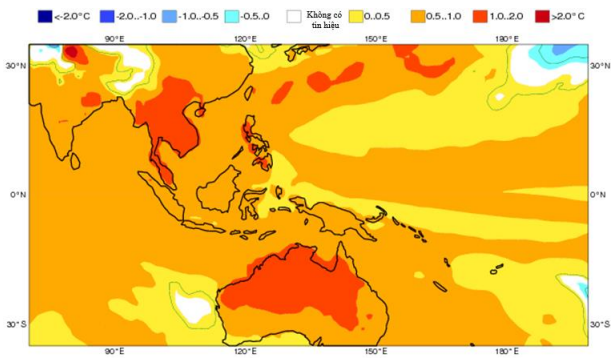 <-2.0°C -2.0..-1.0 -1.0..-0.5 -0.5..0 Không có tín hiệu 0..0.5 0.5..1.0 1.0..2.0 >2.0°C
90°E 120°E 150°E 180°E
30°N 30°N
0°N 0°N
30°S 30°S
90°E 120°E 150°E 180°E